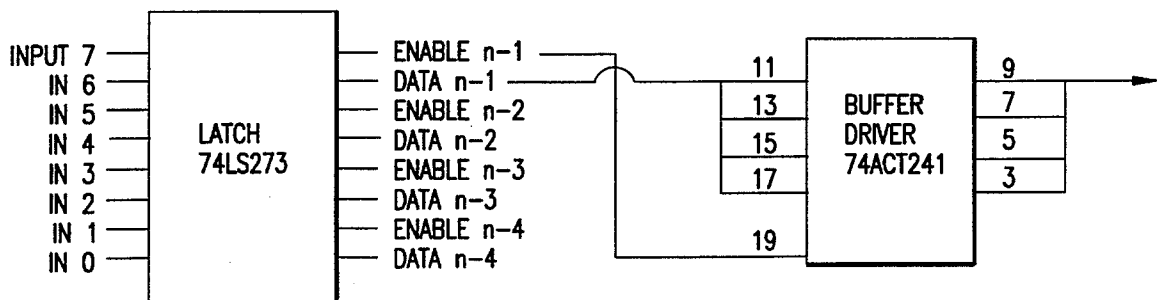 INPUT 7
IN 6
IN 5
IN 4
IN 3
IN 2
IN 1
IN 0
LATCH
74LS273
ENABLE n-1
DATA n-1
ENABLE n-2
DATA n-2
ENABLE n-3
DATA n-3
ENABLE n-4
DATA n-4
11
13
15
17
19
BUFFER
DRIVER
74ACT241
9
7
5
3